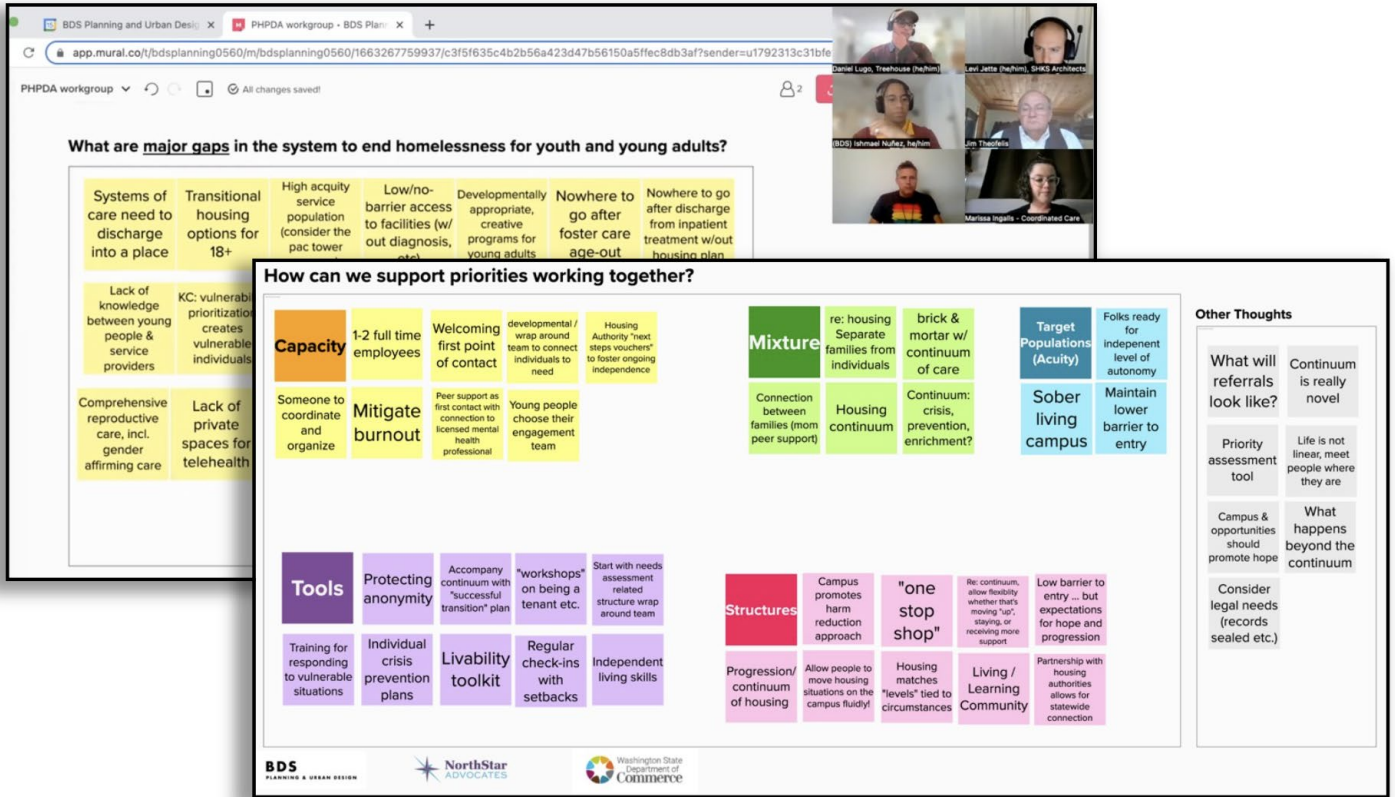 BDS Planning and Urban Desig
PHPDA workgroup • BDS Plan
app.mural.co/t/bdsplanning0560/m/bdsplanning0560/1663267759937/c3f5f635c4b2b56a423d47b56150a5ffec8db3af?sender=u1792313c31bfe
PHPDA workgroup
All changes saved!
2
Daniel Lugo, Treehouse (he/him)
Levi Jette (he/him), SHKS Architects
(BDS) Ishmael Nuñez, he/him
Jim Theofelis
Marissa Ingalls - Coordinated Care
What are major gaps in the system to end homelessness for youth and young adults?
Systems of
care need to
discharge
into a place
Transitional
housing
options for
18+
High acquity
service
population
(consider the
pac tower
Low/no-
barrier access
to facilities (w/
out diagnosis,
etc)
Developmentally
appropriate,
creative
programs for
young adults
Nowhere to
go after
foster care
age-out
Nowhere to go
after discharge
from inpatient
treatment w/out
housing plan
Lack of
knowledge
between young
people &
service
providers
KC: vulnerabi
prioritization
creates
vulnerable
individuals
Comprehensive
reproductive
care, incl.
gender
affirming care
Lack of
private
spaces for
telehealth
How can we support priorities working together?
Capacity
1-2 full time
employees
Welcoming
first point
of contact
developmental /
wrap around
team to connect
individuals to
need
Housing
Authority "next
steps vouchers"
to foster ongoing
independence
Someone to
coordinate
and
organize
Mitigate
burnout
Peer support as
first contact with
connection to
licensed mental
health
professional
Young people
choose their
engagement
team
Mixture
re: housing
Separate
families from
individuals
brick &
mortar w/
continuum
of care
Connection
between
families (mom
peer support)
Housing
continuum
Continuum:
crisis,
prevention,
enrichment?
Target
Populations
(Acuity)
Folks ready
for
indepenent
level of
autonomy
Sober
living
campus
Maintain
lower
barrier to
entry
Tools
Protecting
anonymity
Accompany
continuum with
"successful
transition" plan
"workshops"
on being a
tenant etc.
Start with needs
assessment
related
structure wrap
around team
Training for
responding
to vulnerable
situations
Individual
crisis
prevention
plans
Livability
toolkit
Regular
check-ins
with
setbacks
Independent
living skills
Structures
Campus
promotes
harm
reduction
approach
"one
stop
shop"
Re: continuum,
allow flexiblity
whether that's
moving "up",
staying, or
receiving more
support
Low barrier to
entry ... but
expectations
for hope and
progression
Progression/
continuum
of housing
Allow people to
move housing
situations on the
campus fluidly!
Housing
matches
"levels" tied to
circumstances
Living /
Learning
Community
Partnership with
housing
authorities
allows for
statewide
connection
Other Thoughts
What will
referrals
look like?
Continuum
is really
novel
Priority
assessment
tool
Life is not
linear, meet
people where
they are
Campus &
opportunities
should
promote hope
What
happens
beyond the
continuum
Consider
legal needs
(records
sealed etc.)
BDS
PLANNING & URBAN DESIGN
NorthStar
ADVOCATES
Washington State
Department of
Commerce